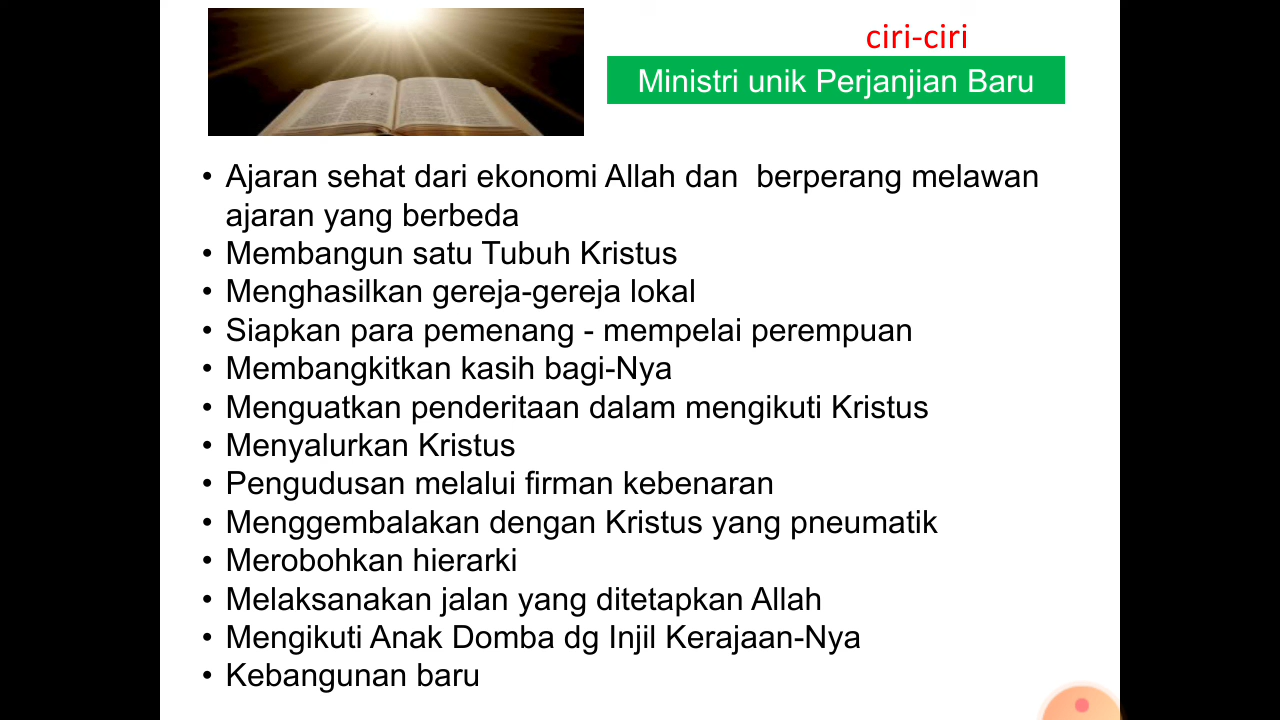 ciri-ciri
Ministri unik Perjanjian Baru
• Ajaran sehat dari ekonomi Allah dan  berperang melawan
ajaran yang berbeda
• Membangun satu Tubuh Kristus
• Menghasilkan gereja-gereja lokal
• Siapkan para pemenang - mempelai perempuan
• Membangkitkan kasih bagi-Nya
• Menguatkan penderitaan dalam mengikuti Kristus
• Menyalurkan Kristus
• Pengudusan melalui firman kebenaran
• Menggembalakan dengan Kristus yang pneumatik
• Merobohkan hierarki
• Melaksanakan jalan yang ditetapkan Allah
• Mengikuti Anak Domba dg Injil Kerajaan-Nya
• Kebangunan baru